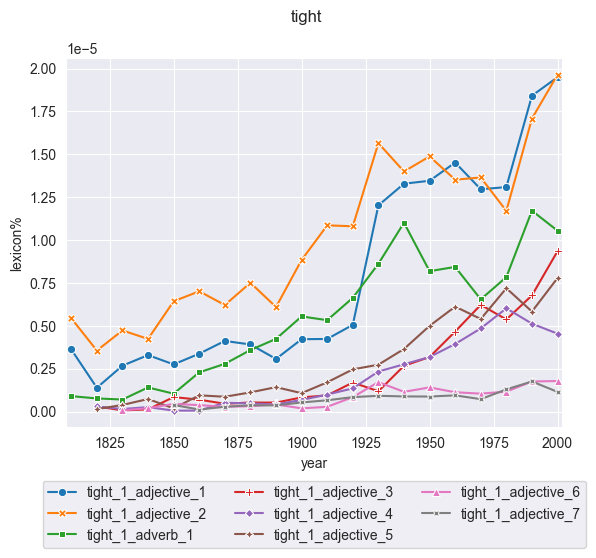 tight
1e−5
2.00
1.75
1.50
1.25
1.00
0.75
0.50
0.25
0.00
lexicon%
1825 1850 1875 1900 1925 1950 1975 2000
year
tight_1_adjective_1 tight_1_adjective_3 tight_1_adjective_6
tight_1_adjective_2 tight_1_adjective_4 tight_1_adjective_7
tight_1_adverb_1 tight_1_adjective_5